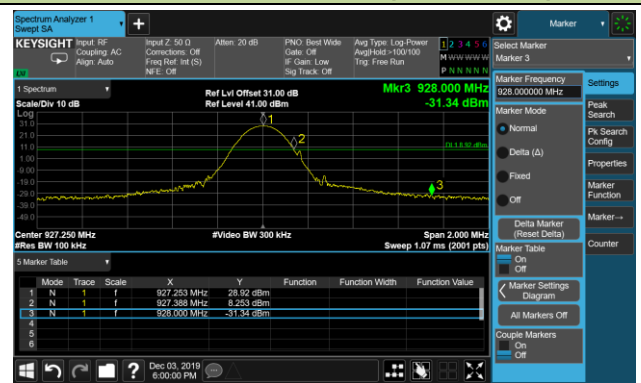 Spectrum Analyzer 1
Swept SA
Marker
KEYSIGHT
Input: RF
Coupling: AC
Align: Auto
Input Z: 50 Ω
Corrections: Off
Freq Ref: Int (S)
NFE: Off
Atten: 20 dB
PNO: Best Wide
Gate: Off
IF Gain: Low
Sig Track: Off
Avg Type: Log-Power
Avg|Hold:>100/100
Trig: Free Run
1 2 3 4 5 6
M W W W W W
P N N N N N
LXI
Select Marker
Marker 3
1 Spectrum
Scale/Div 10 dB
Log
Ref Lvl Offset 31.00 dB
Ref Level 41.00 dBm
Mkr3 928.000 MHz
-31.34 dBm
31.0
21.0
11.0
1.00
-9.00
-19.0
-29.0
-39.0
-49.0
1
2
3
DL1 8.92 dBm
Center 927.250 MHz
#Res BW 100 kHz
#Video BW 300 kHz
Span 2.000 MHz
Sweep 1.07 ms (2001 pts)
5 Marker Table
Mode Trace Scale X Y Function Function Width Function Value
1 N 1 f 927.253 MHz 28.92 dBm
2 N 1 f 927.388 MHz 8.253 dBm
3 N 1 f 928.000 MHz -31.34 dBm
4
5
6
Marker Frequency
928.000000 MHz
Marker Mode
Normal
Delta (Δ)
Fixed
Off
Delta Marker
(Reset Delta)
Marker Table
On
Off
Marker Settings
Diagram
All Markers Off
Couple Markers
On
Off
Settings
Peak
Search
Pk Search
Config
Properties
Marker
Function
Marker→
Counter
?
Dec 03, 2019
6:00:00 PM